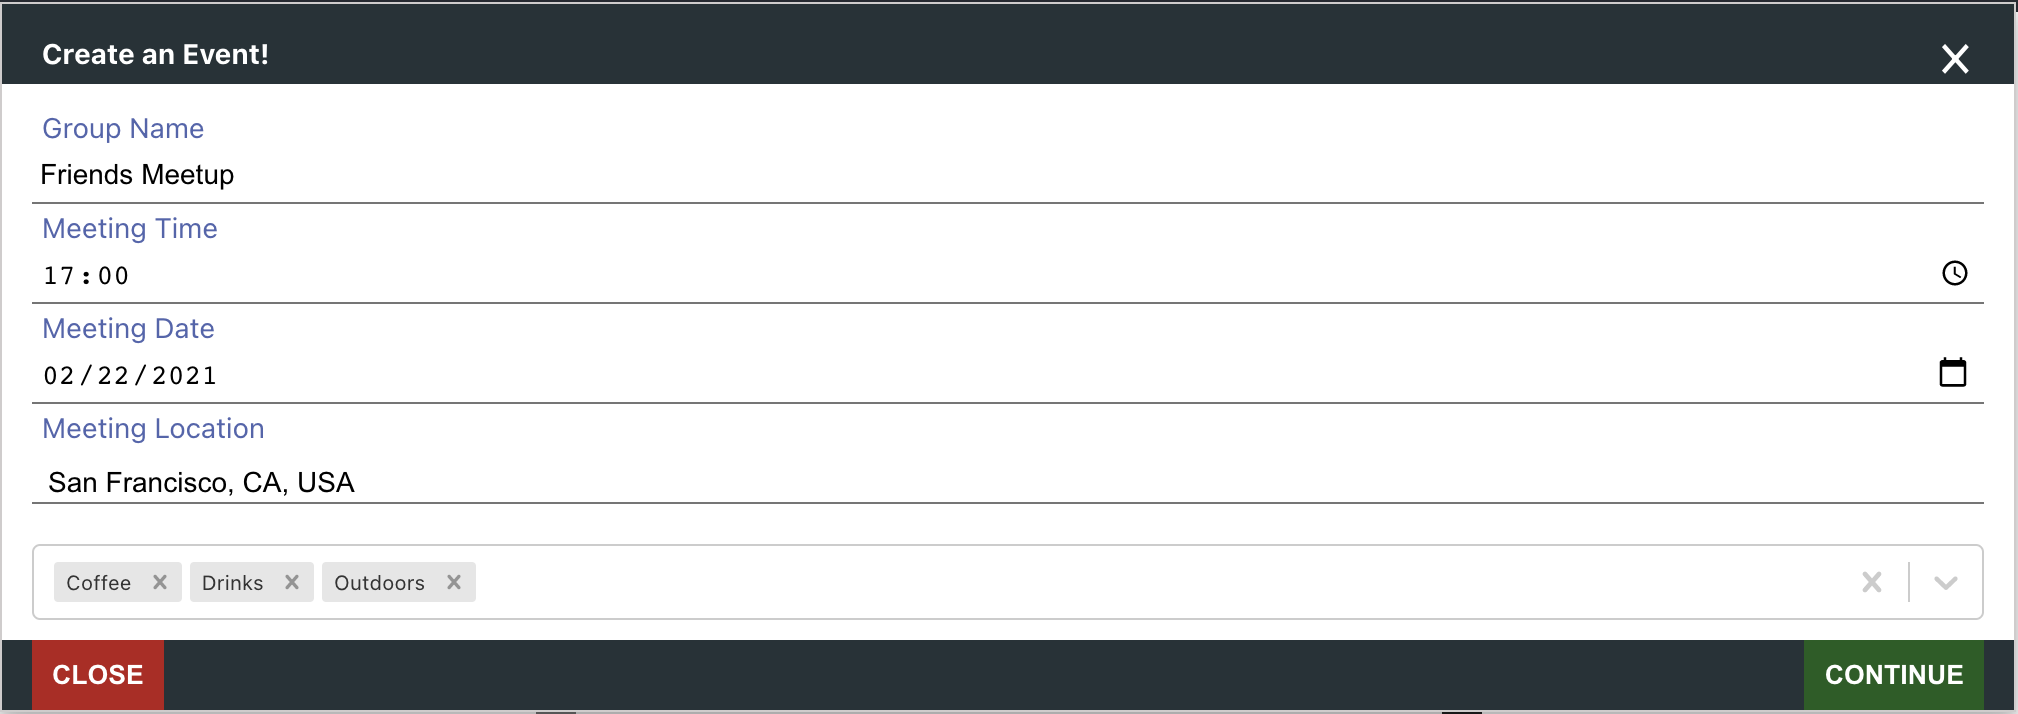 Create an Event!
Group Name
Friends Meetup
Meeting Time
17:00
Meeting Date
02/22/2021
Meeting Location
San Francisco, CA, USA
Coffee Drinks Outdoors
CLOSE CONTINUE